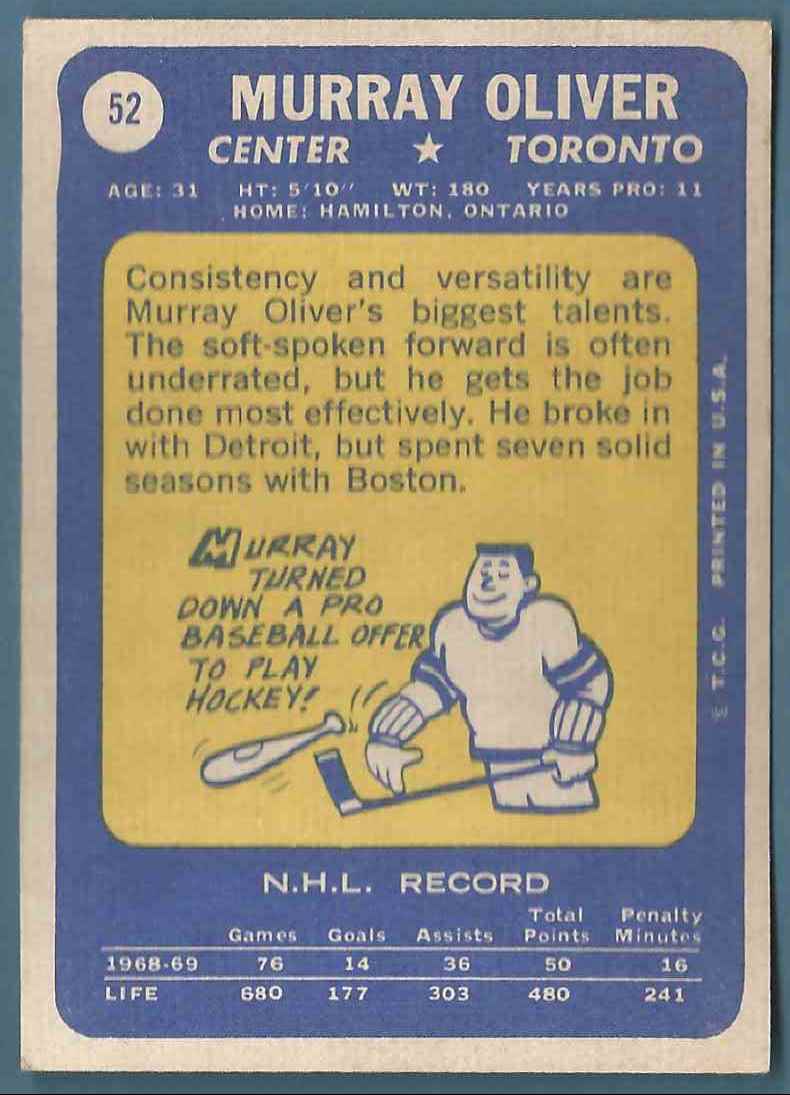 52
MURRAY OLIVER
CENTER ★ TORONTO
AGE: 31 HT: 5'10" WT: 180 YEARS PRO: 11
HOME: HAMILTON, ONTARIO
Consistency and versatility are
Murray Oliver's biggest talents.
The soft-spoken forward is often
underrated, but he gets the job
done most effectively. He broke in
with Detroit, but spent seven solid
seasons with Boston.
MURRAY
TURNED
DOWN A PRO
BASEBALL OFFER
TO PLAY
HOCKEY!
© T.C.G. PRINTED IN U.S.A.
N.H.L. RECORD
Games Goals Assists Total Points Penalty Minutes
1968-69 76 14 36 50 16
LIFE 680 177 303 480 241